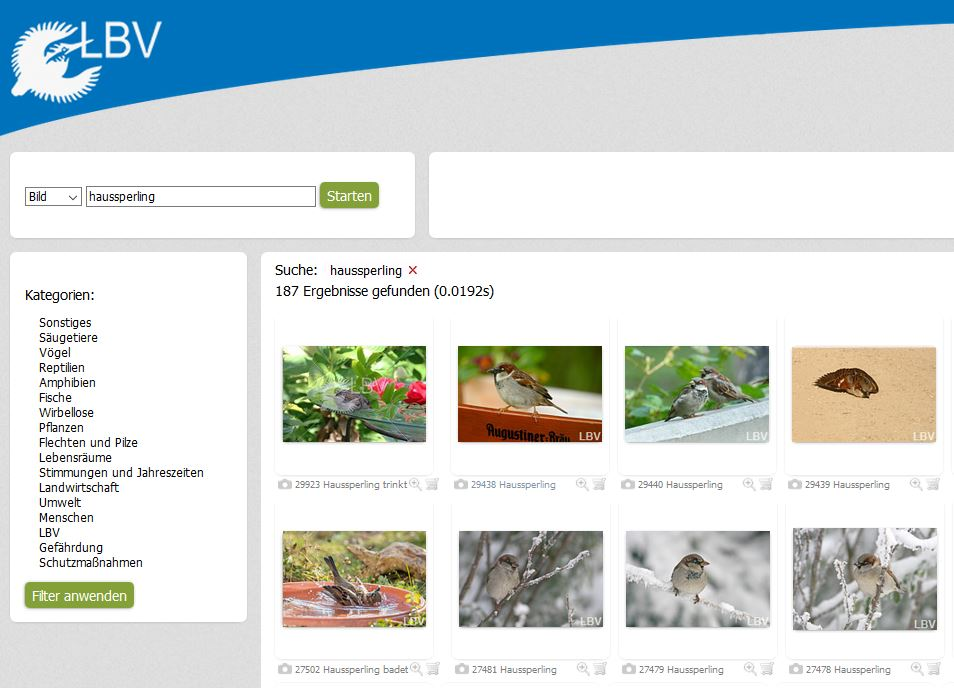 LBV
Bild haussperling Starten
Kategorien:
Sonstiges
Säugetiere
Vögel
Reptilien
Amphibien
Fische
Wirbellose
Pflanzen
Flechten und Pilze
Lebensräume
Stimmungen und Jahreszeiten
Landwirtschaft
Umwelt
Menschen
LBV
Gefährdung
Schutzmaßnahmen
Filter anwenden
Suche: haussperling
187 Ergebnisse gefunden (0.0192s)
LBV
Augustiner-Bräu
LBV
LBV
LBV
29923 Haussperling trinkt
29438 Haussperling
29440 Haussperling
29439 Haussperling
LBV
LBV
LBV
LBV
27502 Haussperling badet
27481 Haussperling
27479 Haussperling
27478 Haussperling